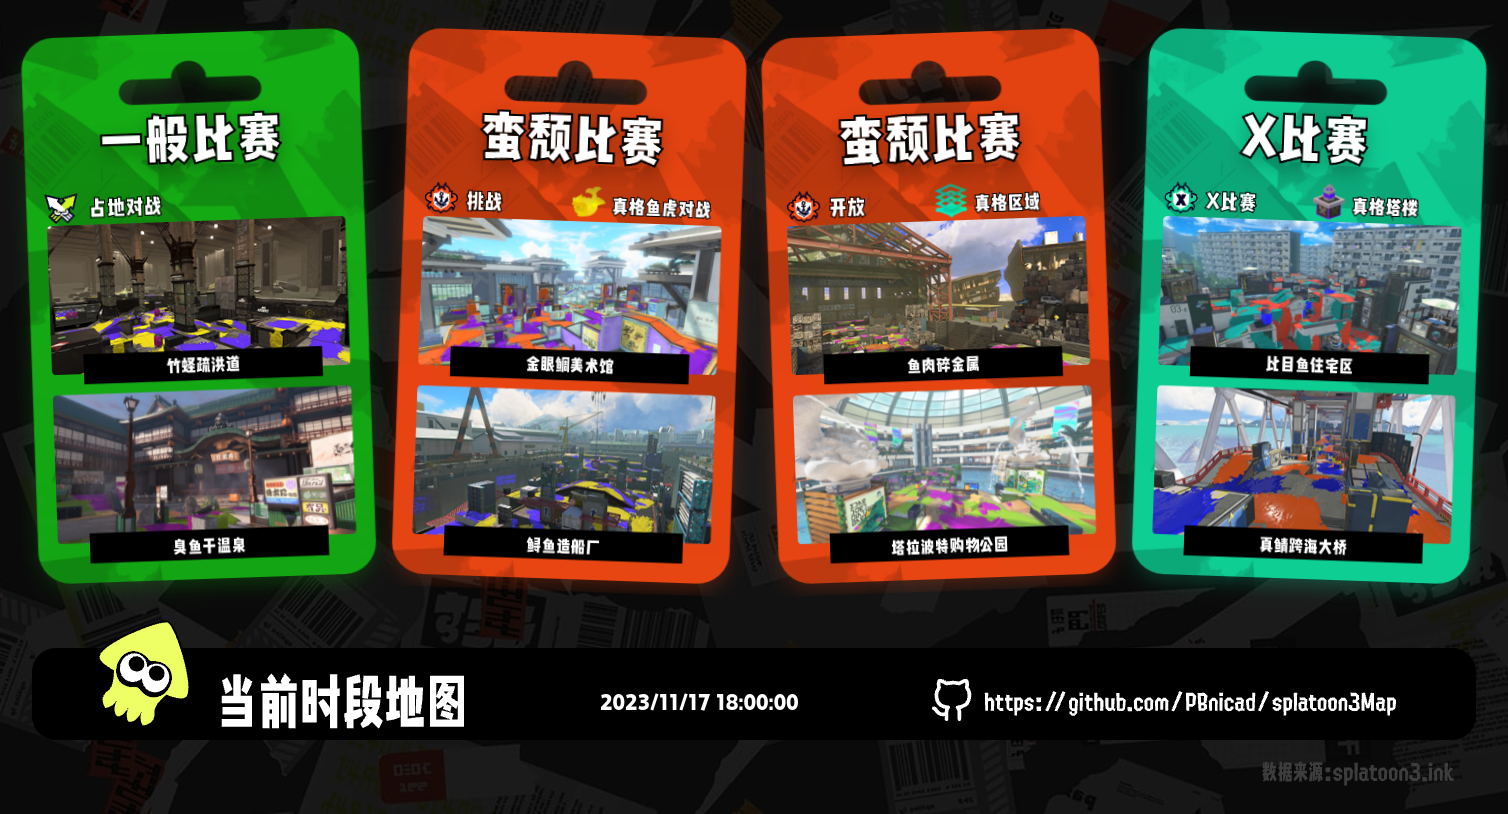 一般比赛
占地对战
竹蛏疏洪道
臭鱼干温泉
蛮颓比赛
挑战
真格鱼虎对战
金眼鲷美术馆
鲟鱼造船厂
蛮颓比赛
开放
真格区域
鱼肉碎金属
塔拉波特购物公园
X比赛
X比赛
真格塔楼
比目鱼住宅区
真鲭跨海大桥
当前时段地图
2023/11/17 18:00:00
https://github.com/PBnicad/splatoon3Map
数据来源:splatoon3.ink